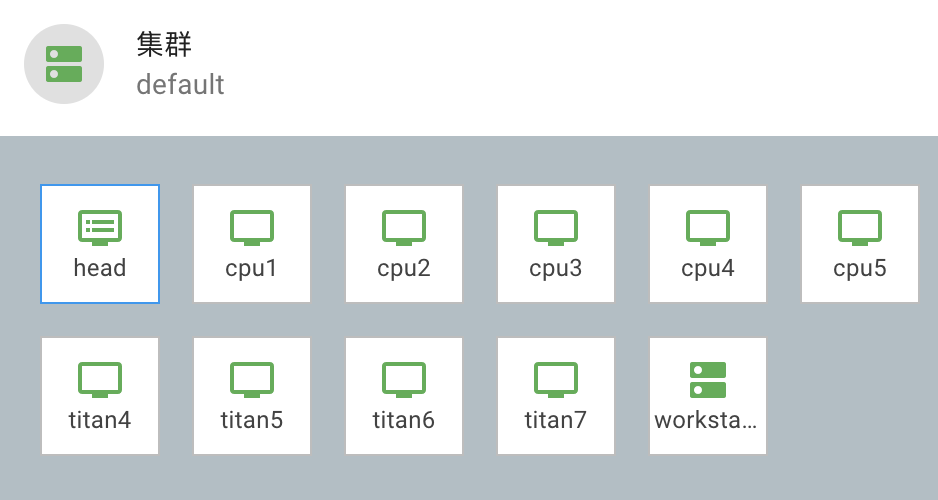 集群
default
head
cpu1
cpu2
cpu3
cpu4
cpu5
titan4
titan5
titan6
titan7
worksta...